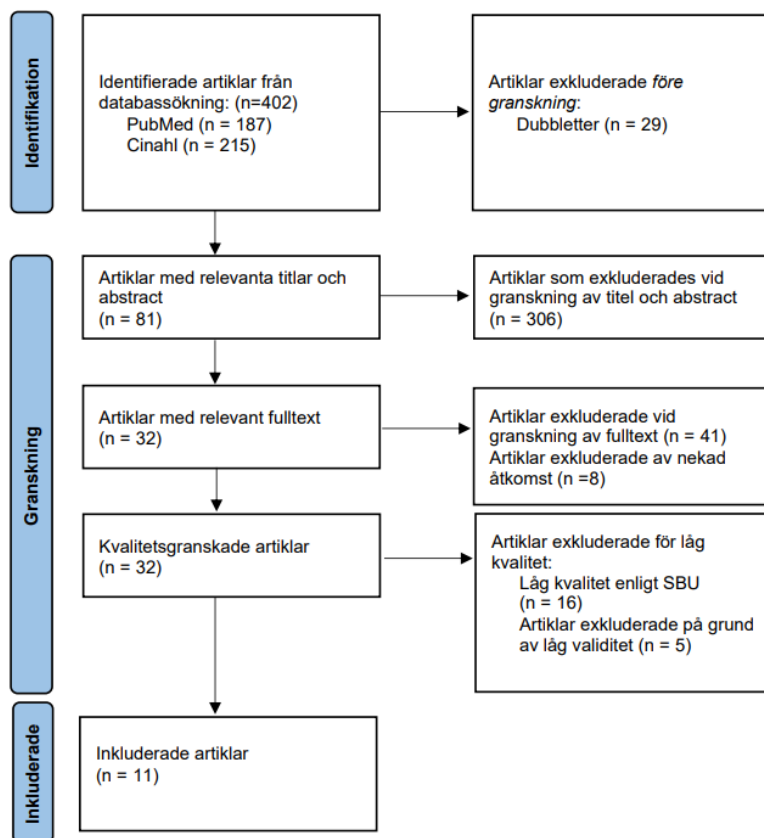 Identifikation
Identifierade artiklar från
databassökning: (n=402)
PubMed (n = 187)
Cinahl (n = 215)
Artiklar exkluderade före
granskning:
Dubbletter (n = 29)
Granskning
Artiklar med relevanta titlar och
abstract
(n = 81)
Artiklar som exkluderades vid
granskning av titel och abstract
(n = 306)
Artiklar med relevant fulltext
(n = 32)
Artiklar exkluderade vid
granskning av fulltext (n = 41)
Artiklar exkluderade av nekad
åtkomst (n =8)
Kvalitetsgranskade artiklar
(n = 32)
Artiklar exkluderade för låg
kvalitet:
Låg kvalitet enligt SBU
(n = 16)
Artiklar exkluderade på grund
av låg validitet (n = 5)
Inkluderade
Inkluderade artiklar
(n = 11)